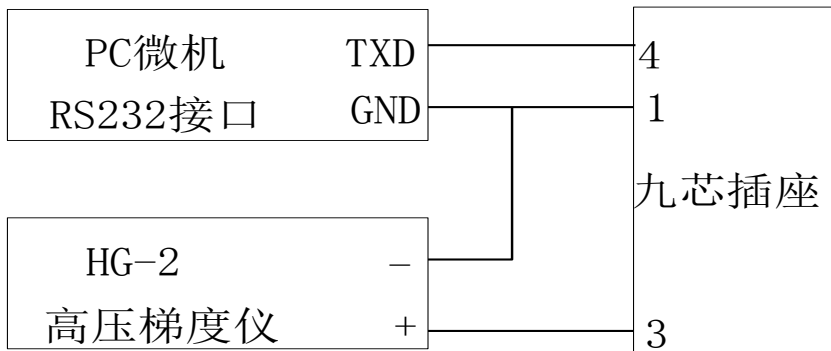 PC微机 TXD 4
RS232接口 GND 1
九芯插座
HG-2 −
高压梯度仪 + 3